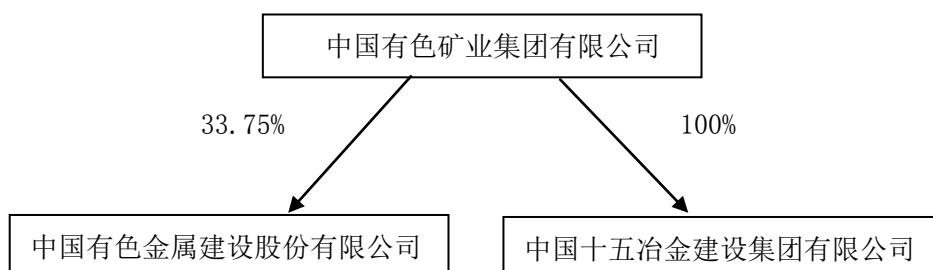 中国有色矿业集团有限公司
33.75%
100%
中国有色金属建设股份有限公司
中国十五冶金建设集团有限公司